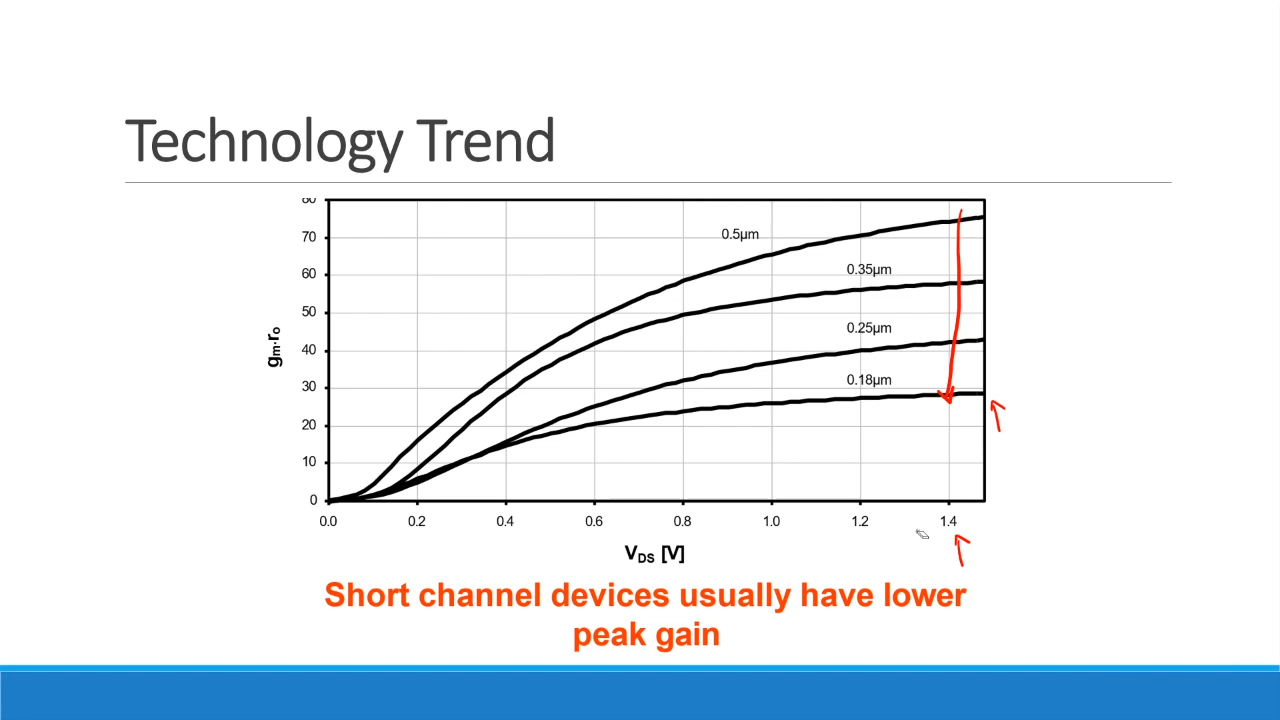 Technology Trend
80
70
60
50
40
30
20
10
0
gm·ro
0.5µm
0.35µm
0.25µm
0.18µm
0.0 0.2 0.4 0.6 0.8 1.0 1.2 1.4
VDS [V]
Short channel devices usually have lower
peak gain